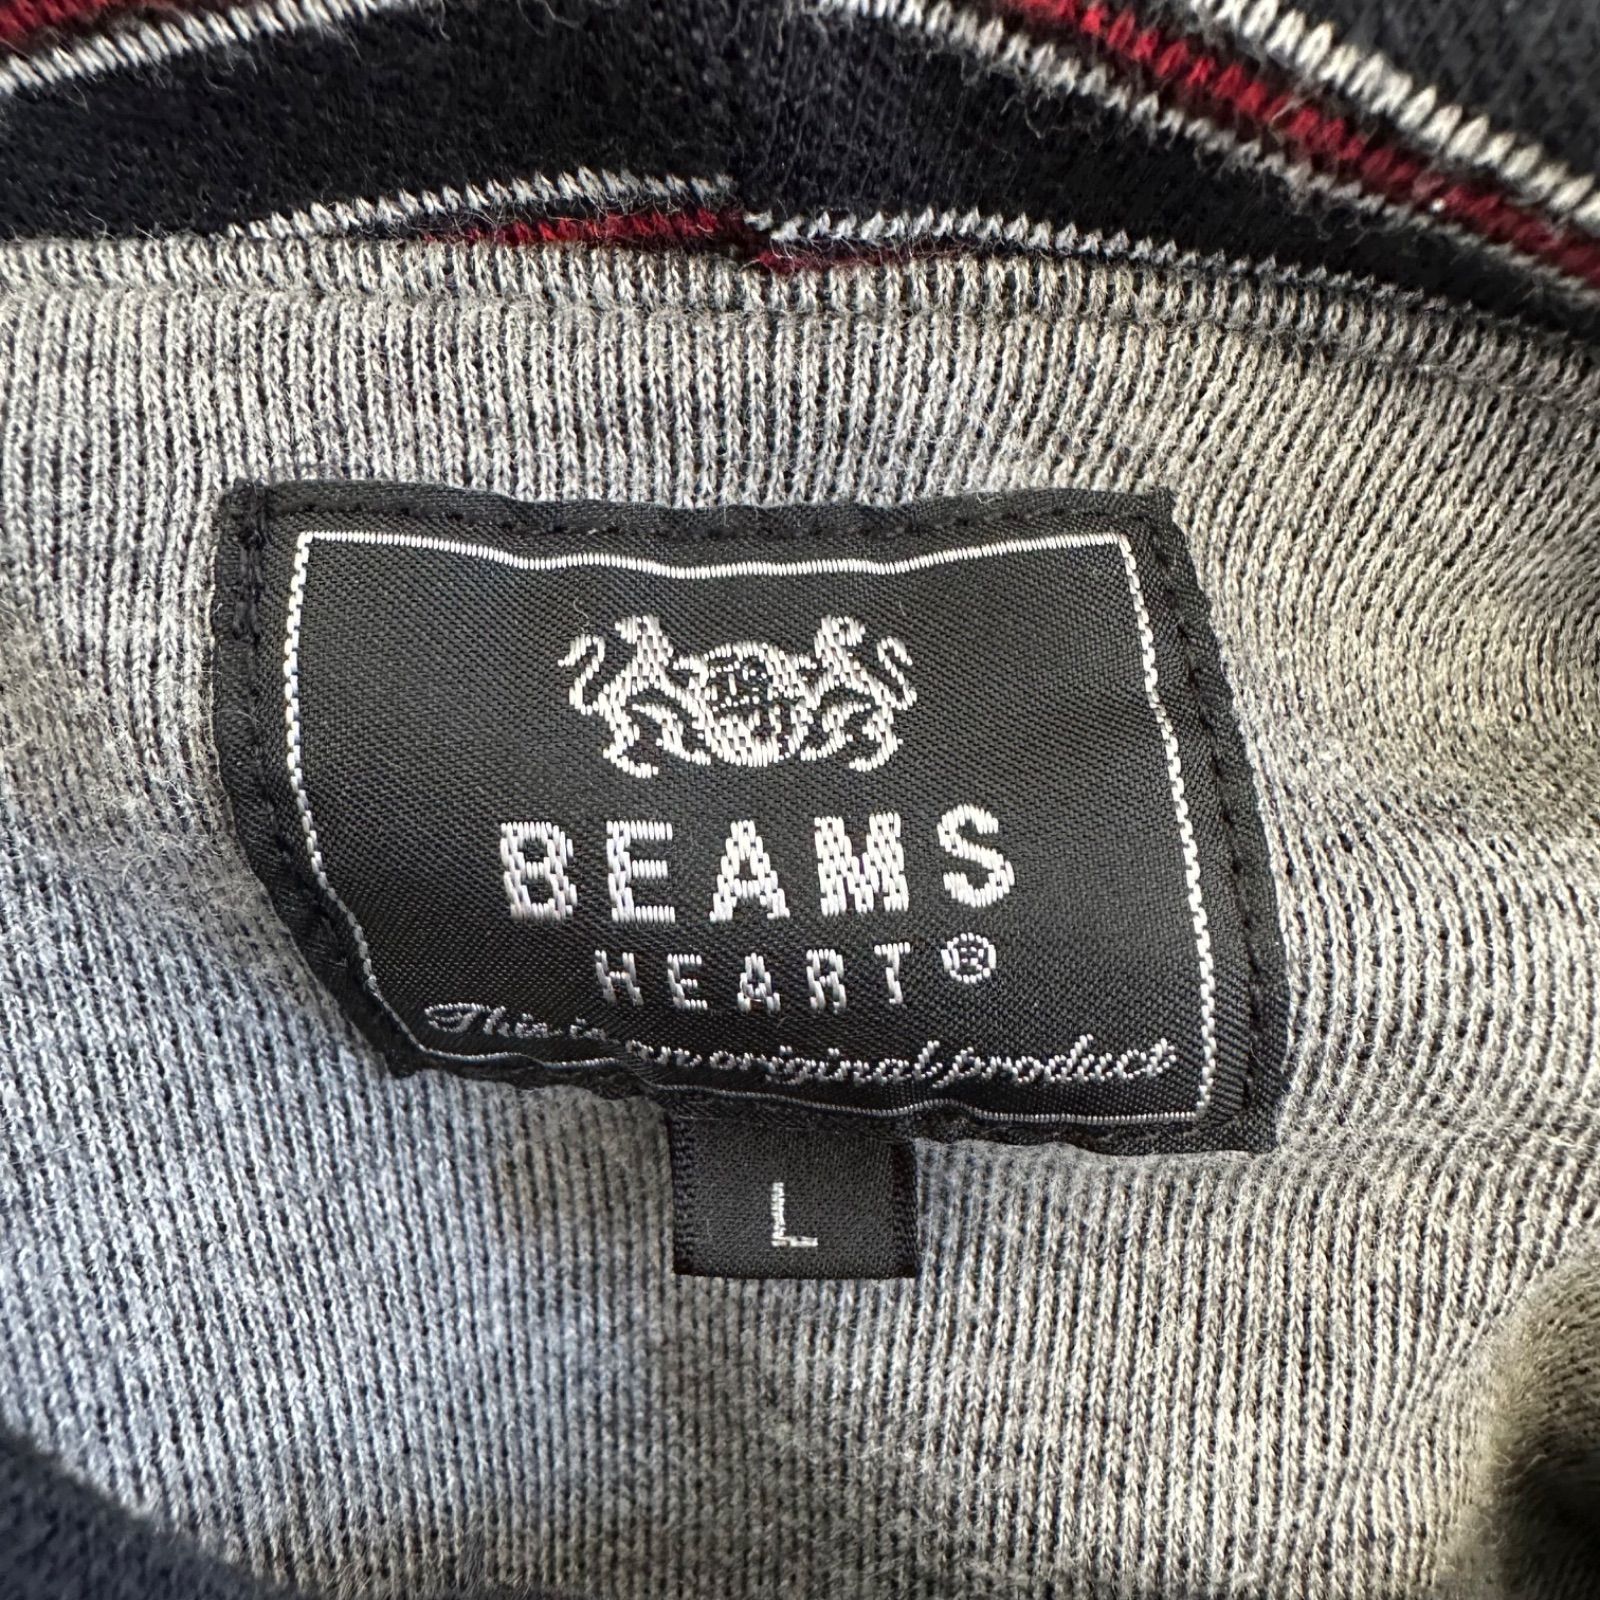 BEAMS
HEART®
This is an original product
L